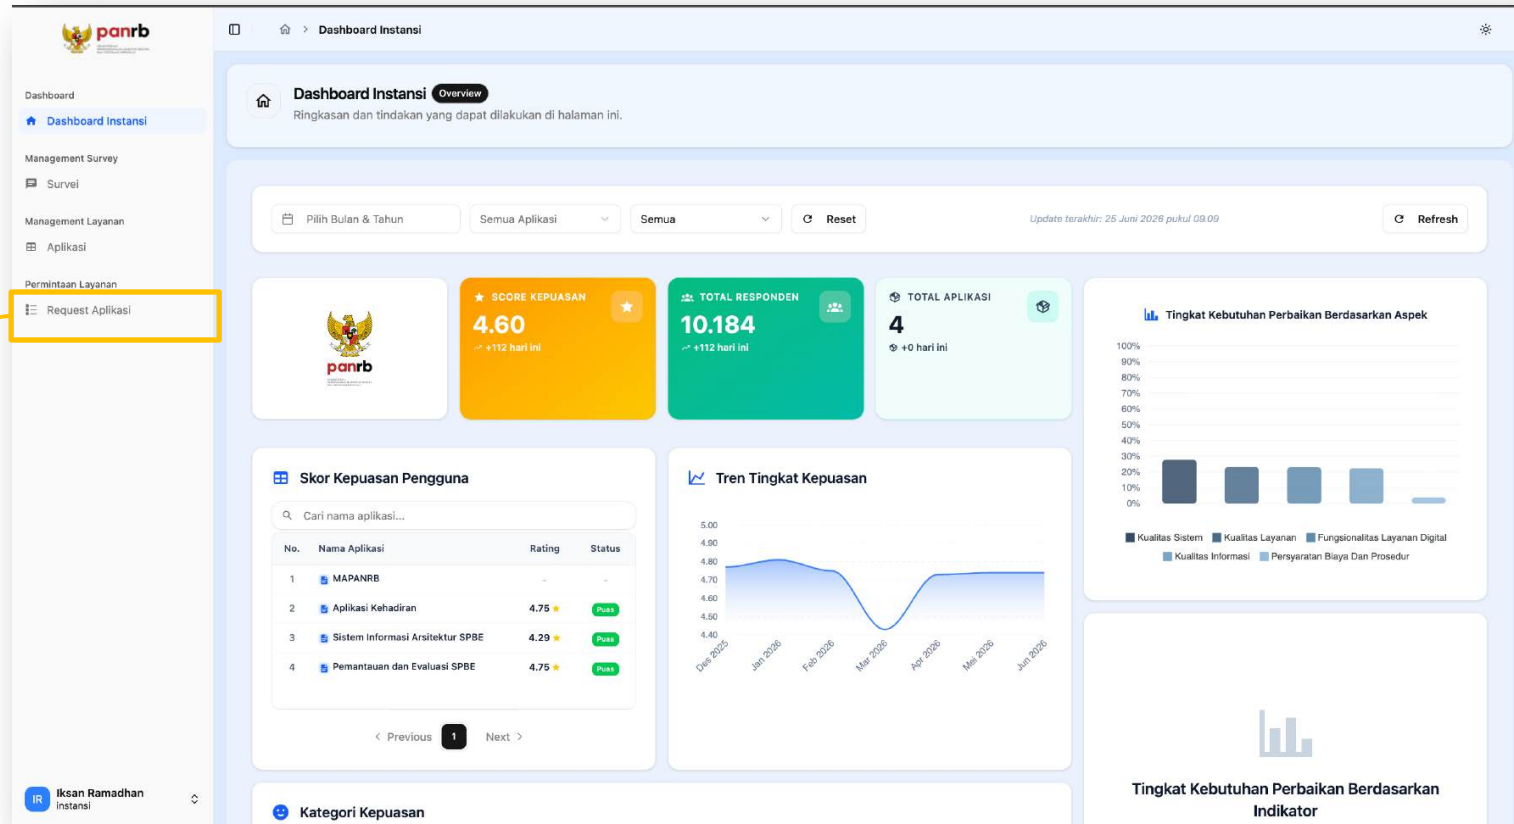 panrb
Dashboard
Dashboard Instansi
Management Survey
Survei
Management Layanan
Aplikasi
Permintaan Layanan
Request Aplikasi
IR
Iksan Ramadhan
instansi
Dashboard Instansi
Dashboard Instansi Overview
Ringkasan dan tindakan yang dapat dilakukan di halaman ini.
Pilih Bulan & Tahun
Semua Aplikasi
Semua
Reset
Update terakhir: 25 Juni 2026 pukul 09.09
Refresh
panrb
SCORE KEPUASAN
4.60
+112 hari ini
TOTAL RESPONDEN
10.184
+112 hari ini
TOTAL APLIKASI
4
+0 hari ini
Tingkat Kebutuhan Perbaikan Berdasarkan Aspek
100%
90%
80%
70%
60%
50%
40%
30%
20%
10%
0%
Kualitas Sistem Kualitas Layanan Fungsionalitas Layanan Digital
Kualitas Informasi Persyaratan Biaya Dan Prosedur
Skor Kepuasan Pengguna
Cari nama aplikasi...
No. Nama Aplikasi Rating Status
1 MAPANRB - -
2 Aplikasi Kehadiran 4.75 Puas
3 Sistem Informasi Arsitektur SPBE 4.29 Puas
4 Pemantauan dan Evaluasi SPBE 4.75 Puas
< Previous 1 Next >
Tren Tingkat Kepuasan
5.00
4.90
4.80
4.70
4.60
4.50
4.40
Des 2025 Jan 2026 Feb 2026 Mar 2026 Apr 2026 Mei 2026 Jun 2026
Tingkat Kebutuhan Perbaikan Berdasarkan
Indikator
Kategori Kepuasan